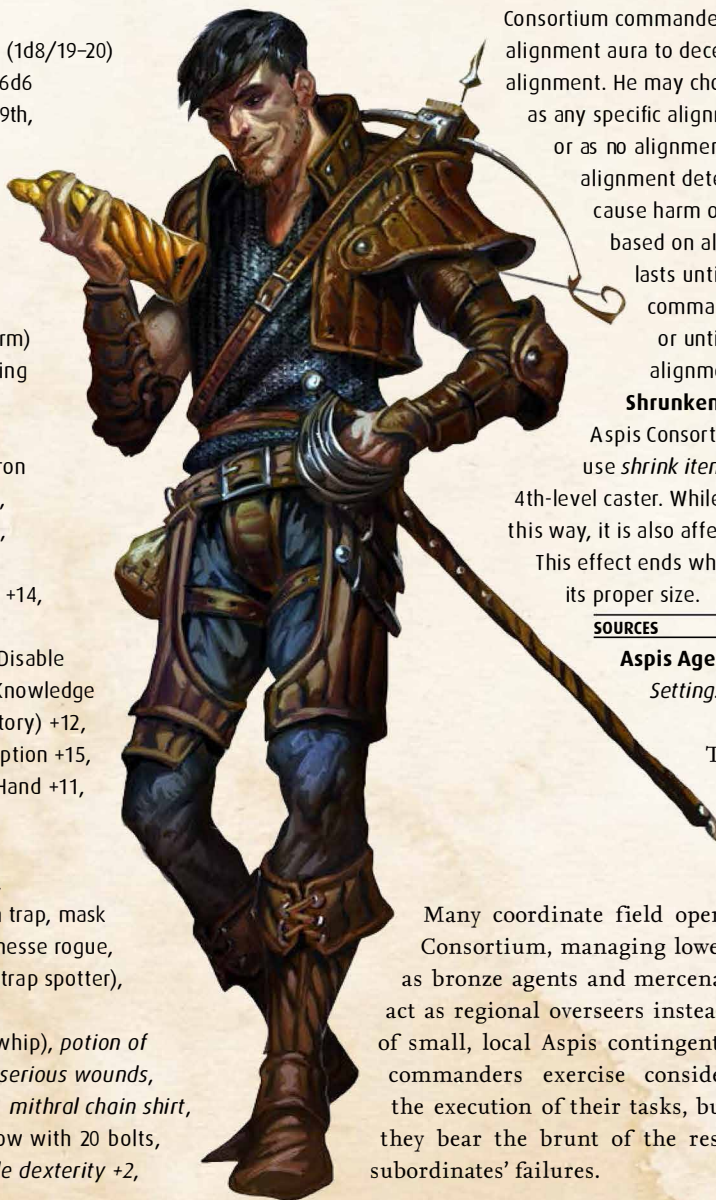 (1d8/19–20)
6d6
9th,
rm)
ing
ron
,
,
+14,
Disable
Knowledge
tory) +12,
ption +15,
Hand +11,
trap, mask
nesse rogue,
trap spotter),
whip), potion of
serious wounds,
mithral chain shirt,
ow with 20 bolts,
le dexterity +2,
Consortium commande
alignment aura to dece
alignment. He may cho
as any specific alignm
or as no alignmen
alignment dete
cause harm o
based on al
lasts unti
comma
or unti
alignme
Shrunken
Aspis Consort
use shrink iten
4th-level caster. While
this way, it is also affe
This effect ends wh
its proper size.
SOURCES
Aspis Age
Setting
T
Many coordinate field oper
Consortium, managing lowe
as bronze agents and mercena
act as regional overseers instea
of small, local Aspis contingent
commanders exercise conside
the execution of their tasks, bu
they bear the brunt of the res
subordinates’ failures.